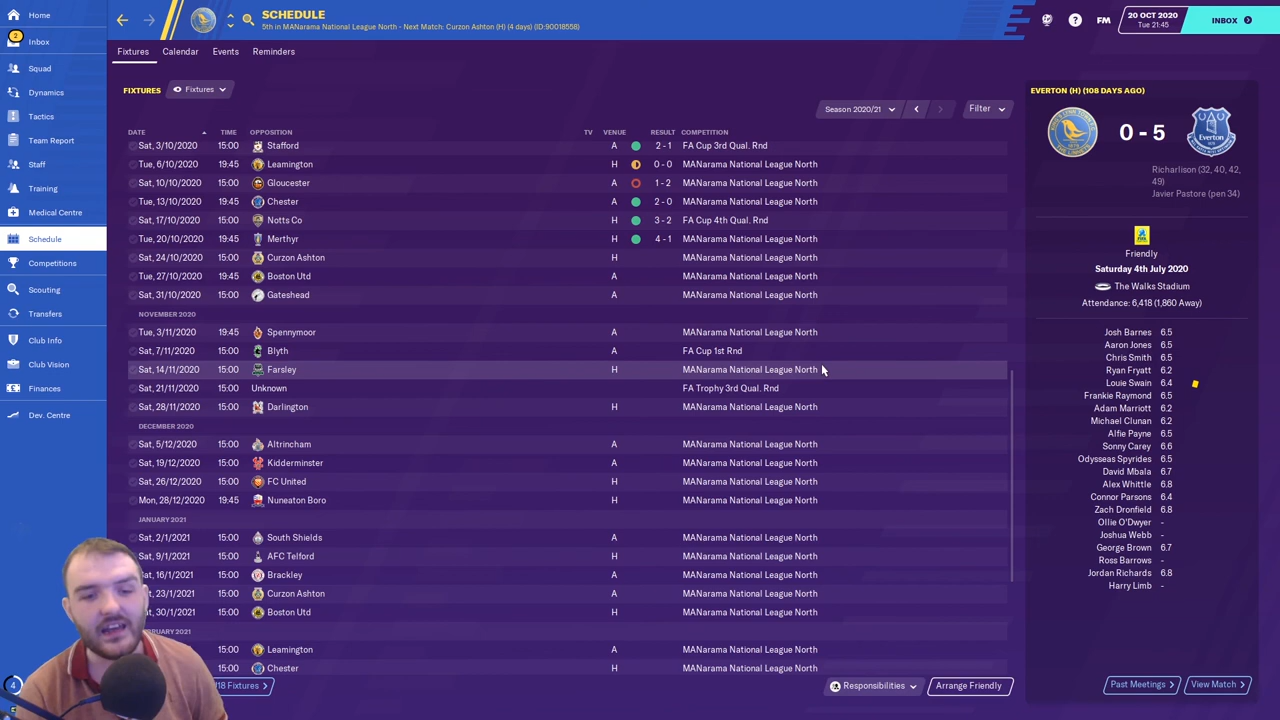 Home
SCHEDULE
5th in MANarama National League North - Next Match: Curzon Ashton (H) (4 days) (ID:90018558)
FM
20 OCT 2020
Tue 21:45
INBOX
2
Inbox
Squad
Dynamics
Tactics
Team Report
Staff
Training
Medical Centre
Schedule
Competitions
Scouting
Transfers
Club Info
Club Vision
Finances
Dev. Centre
4
Fixtures Calendar Events Reminders
FIXTURES Fixtures
Season 2020/21 Filter
DATE TIME OPPOSITION TV VENUE RESULT COMPETITION
Sat, 3/10/2020 15:00 Stafford A 2 - 1 FA Cup 3rd Qual. Rnd
Tue, 6/10/2020 19:45 Leamington H 0 - 0 MANarama National League North
Sat, 10/10/2020 15:00 Gloucester A 1 - 2 MANarama National League North
Tue, 13/10/2020 19:45 Chester A 2 - 0 MANarama National League North
Sat, 17/10/2020 15:00 Notts Co H 3 - 2 FA Cup 4th Qual. Rnd
Tue, 20/10/2020 19:45 Merthyr H 4 - 1 MANarama National League North
Sat, 24/10/2020 15:00 Curzon Ashton H MANarama National League North
Tue, 27/10/2020 19:45 Boston Utd A MANarama National League North
Sat, 31/10/2020 15:00 Gateshead A MANarama National League North
NOVEMBER 2020
Tue, 3/11/2020 19:45 Spennymoor A MANarama National League North
Sat, 7/11/2020 15:00 Blyth A FA Cup 1st Rnd
Sat, 14/11/2020 15:00 Farsley H MANarama National League North
Sat, 21/11/2020 15:00 Unknown FA Trophy 3rd Qual. Rnd
Sat, 28/11/2020 15:00 Darlington H MANarama National League North
DECEMBER 2020
Sat, 5/12/2020 15:00 Altrincham A MANarama National League North
Sat, 19/12/2020 15:00 Kidderminster A MANarama National League North
Sat, 26/12/2020 15:00 FC United H MANarama National League North
Mon, 28/12/2020 19:45 Nuneaton Boro H MANarama National League North
JANUARY 2021
Sat, 2/1/2021 15:00 South Shields A MANarama National League North
Sat, 9/1/2021 15:00 AFC Telford H MANarama National League North
Sat, 16/1/2021 15:00 Brackley A MANarama National League North
Sat, 23/1/2021 15:00 Curzon Ashton A MANarama National League North
Sat, 30/1/2021 15:00 Boston Utd H MANarama National League North
2021
15:00 Leamington A MANarama National League North
15:00 Chester H MANarama National League North
Fixtures
Responsibilities
Arrange Friendly
EVERTON (H) (108 DAYS AGO)
0 - 5
Everton
Richarlison (32, 40, 42,
49)
Javier Pastore (pen 34)
Friendly
Saturday 4th July 2020
The Walks Stadium
Attendance: 6,418 (1,860 Away)
Josh Barnes 6.5
Aaron Jones 6.5
Chris Smith 6.5
Ryan Fryatt 6.2
Louie Swain 6.4
Frankie Raymond 6.5
Adam Marriott 6.2
Michael Clunan 6.2
Alfie Payne 6.5
Sonny Carey 6.6
Odysseas Spyrides 6.5
David Mbala 6.7
Alex Whittle 6.8
Connor Parsons 6.4
Zach Dronfield 6.8
Ollie O'Dwyer -
Joshua Webb -
George Brown 6.7
Ross Barrows -
Jordan Richards 6.8
Harry Limb -
Past Meetings
View Match